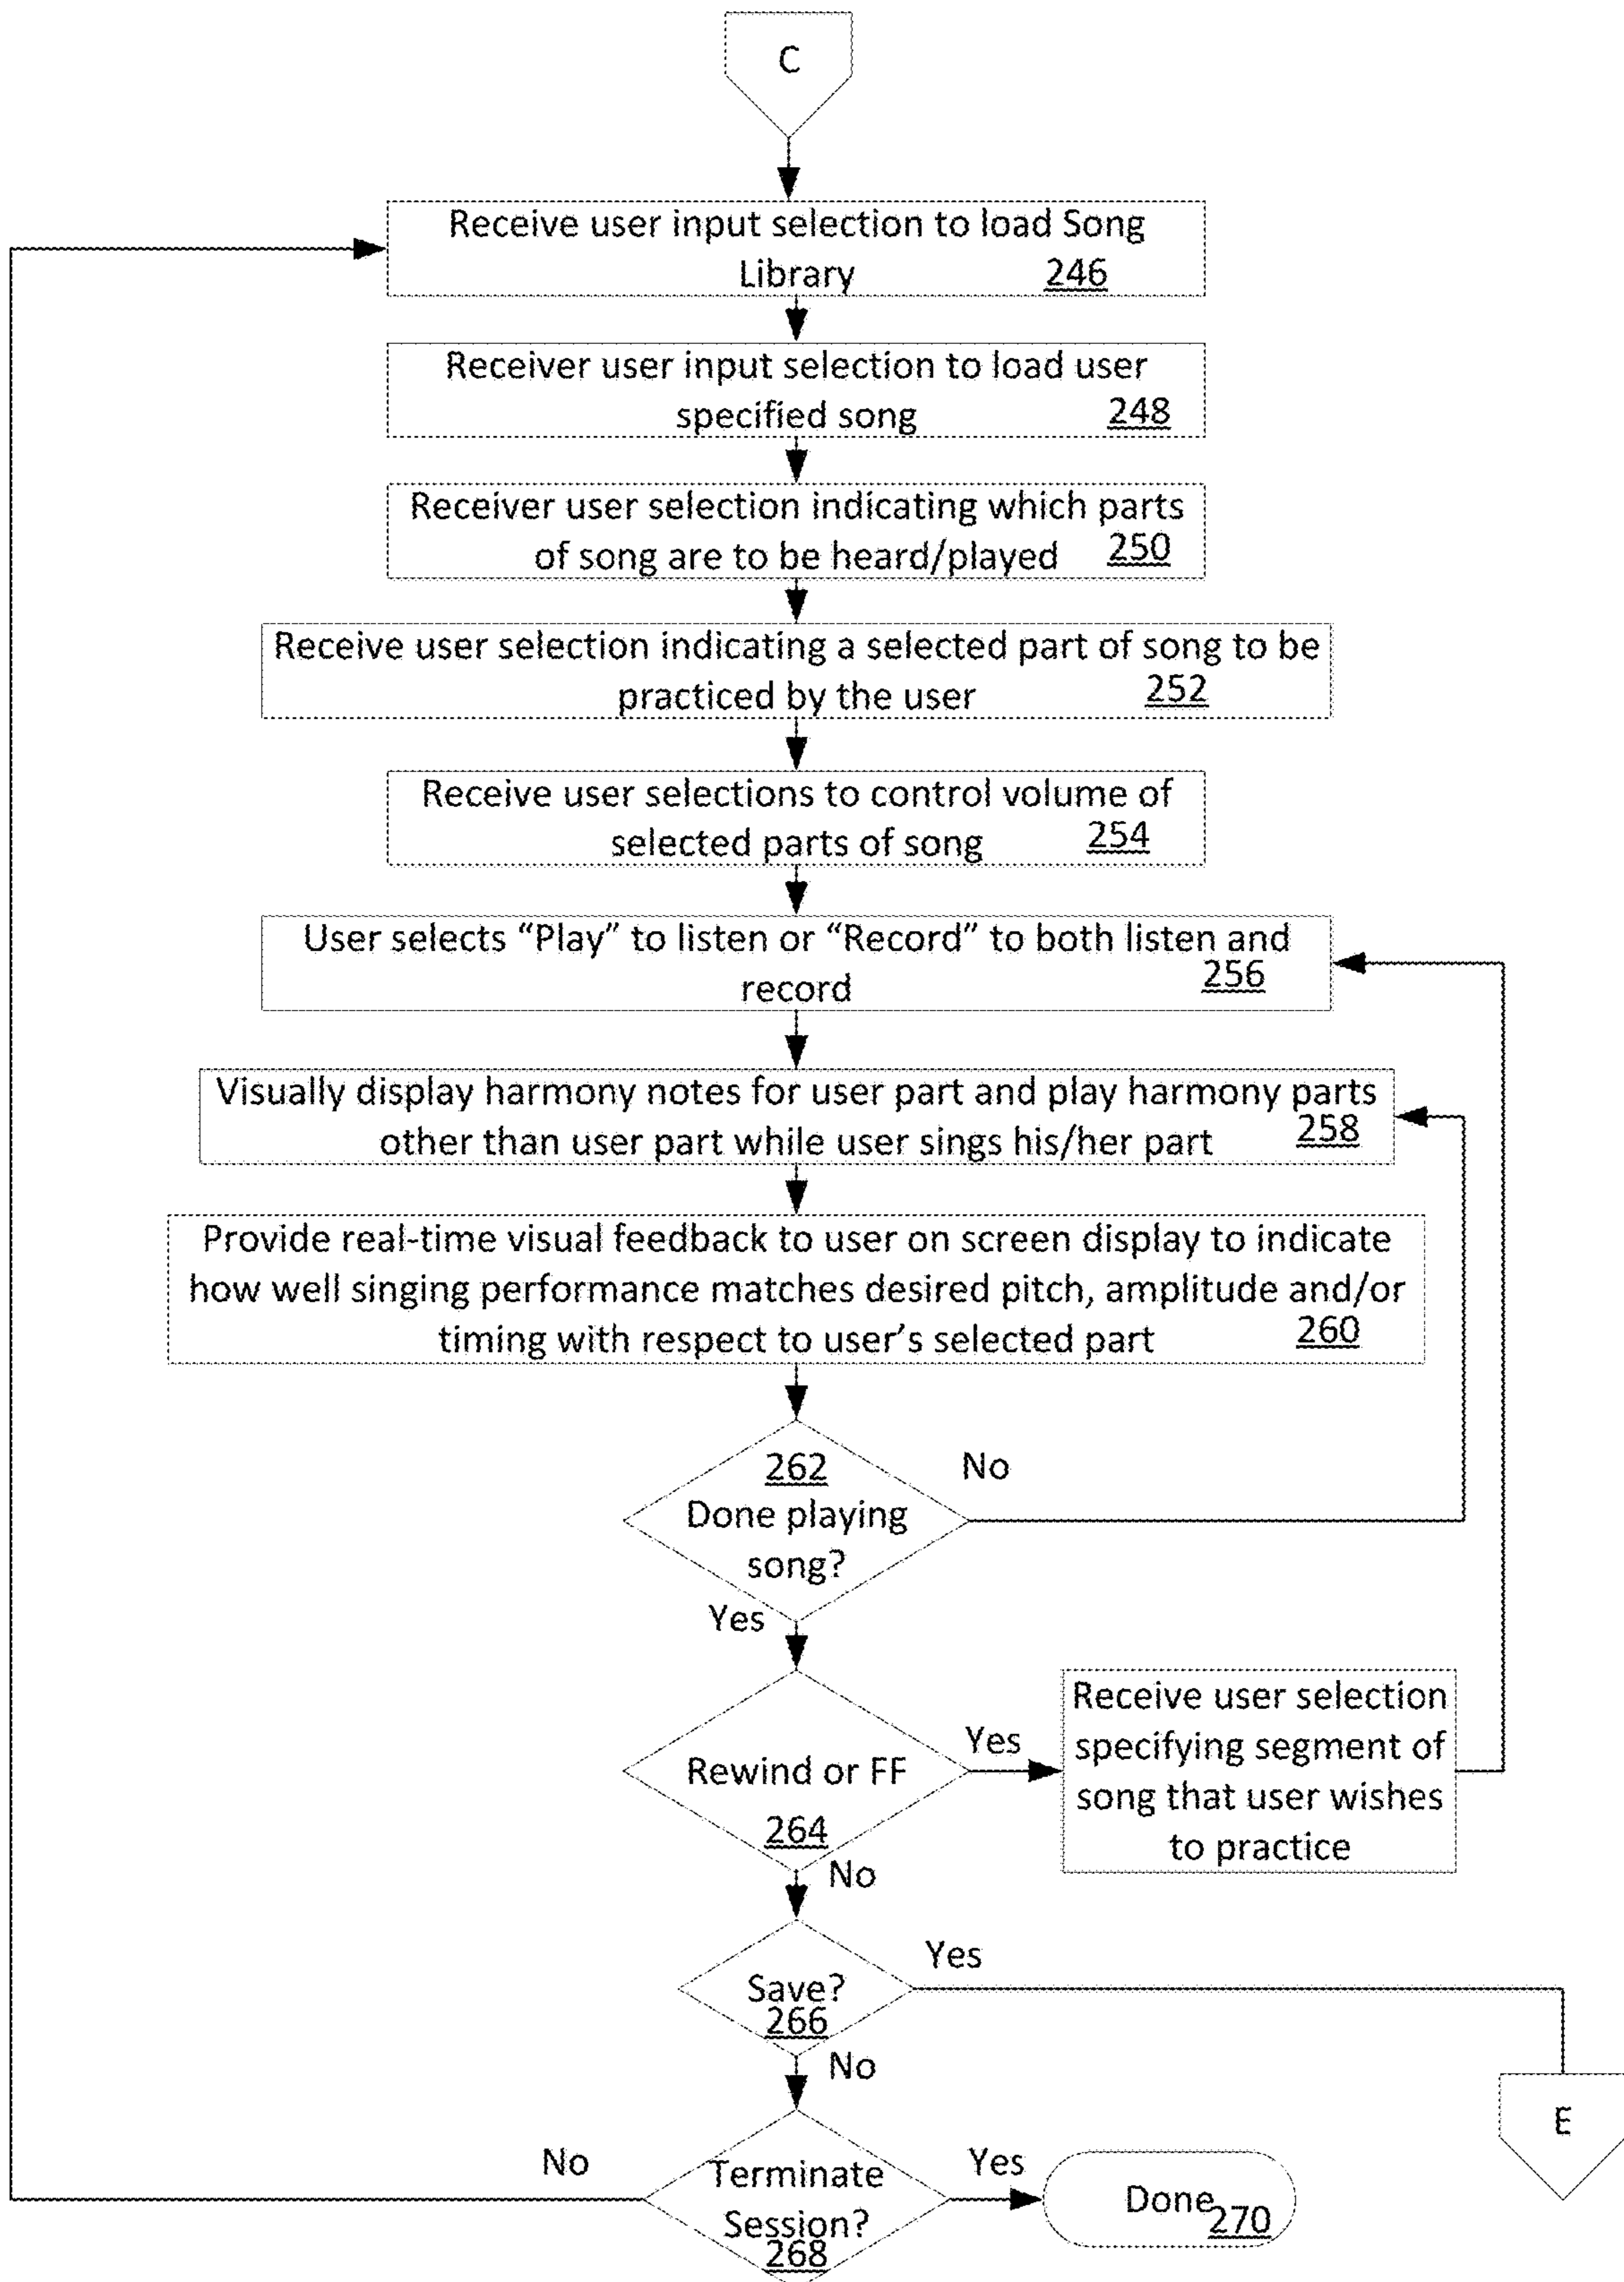 C
Receive user input selection to load Song
Library 246
Receiver user input selection to load user
specified song 248
Receiver user selection indicating which parts
of song are to be heard/played 250
Receive user selection indicating a selected part of song to be
practiced by the user 252
Receive user selections to control volume of
selected parts of song 254
User selects “Play” to listen or “Record” to both listen and
record 256
Visually display harmony notes for user part and play harmony parts
other than user part while user sings his/her part 258
Provide real-time visual feedback to user on screen display to indicate
how well singing performance matches desired pitch, amplitude and/or
timing with respect to user’s selected part 260
262
Done playing
song?
No
Yes
Rewind or FF
264
Yes
Receive user selection
specifying segment of
song that user wishes
to practice
No
Save?
266
Yes
No
E
Terminate
Session?
268
No
Yes
Done 270